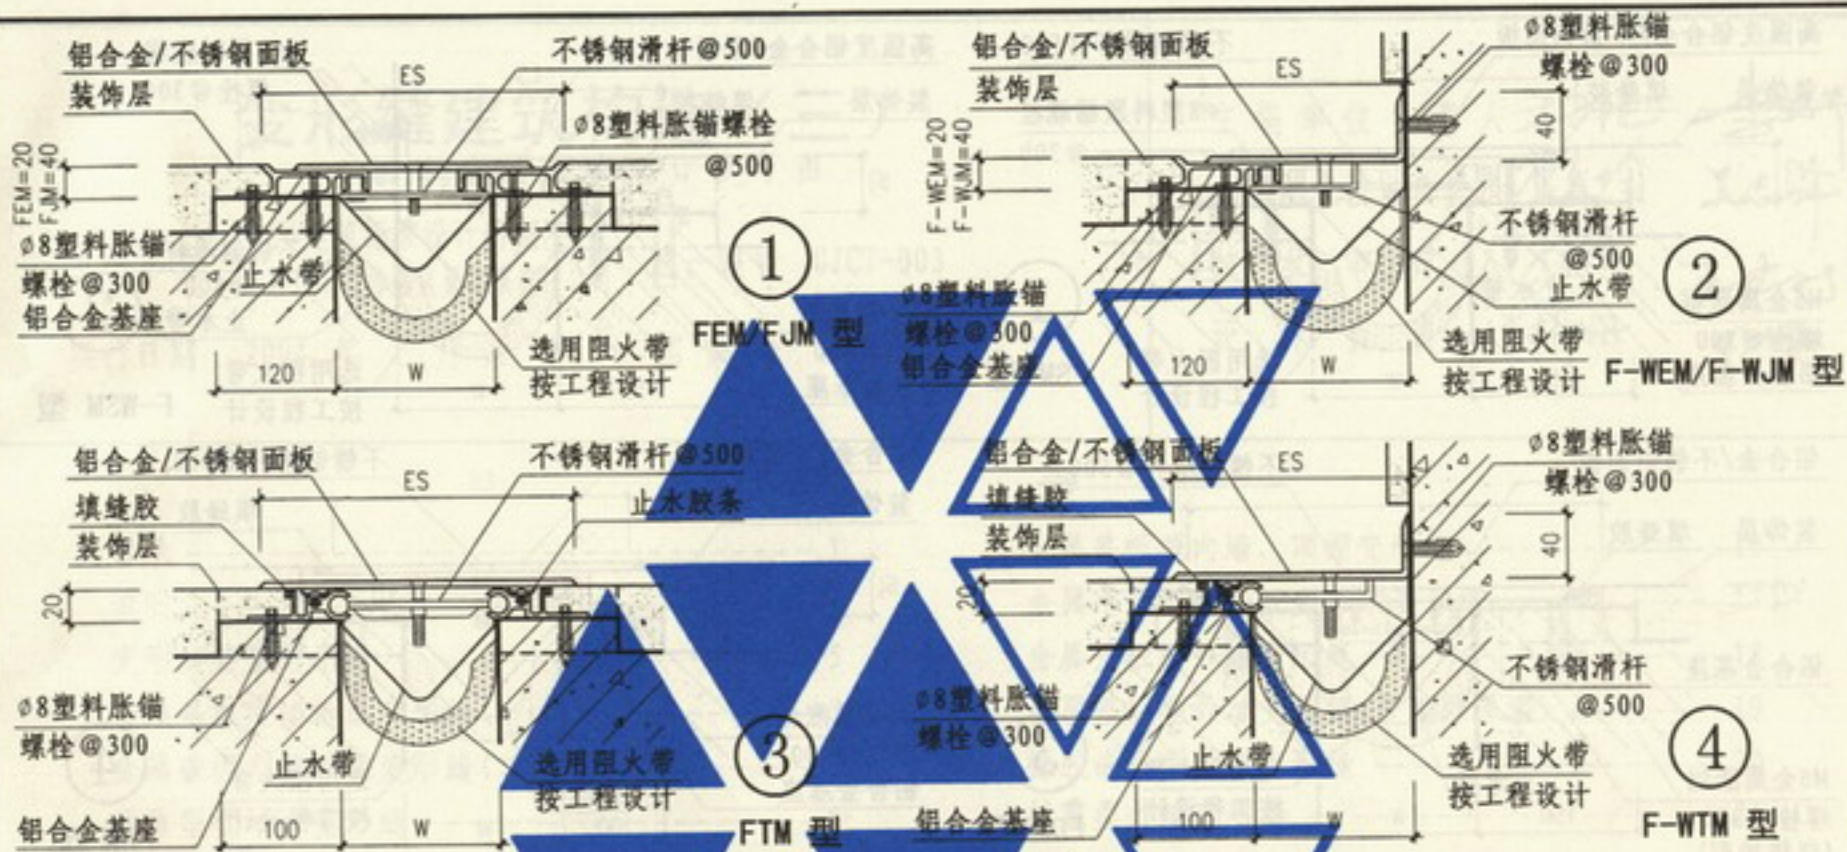 铝合金/不锈钢面板
不锈钢滑杆@500
装饰层
ES
ø8塑料胀锚螺栓
@500
FEM=20
FJM=40
ø8塑料胀锚
螺栓@300
止水带
铝合金基座
选用阻火带
按工程设计
120
W
①
FEM/FJM 型
铝合金/不锈钢面板
装饰层
ES
ø8塑料胀锚
螺栓@300
40
F-WEM=20
F-WJM=40
不锈钢滑杆
@500
止水带
ø8塑料胀锚
螺栓@300
铝合金基座
选用阻火带
按工程设计
120
W
②
F-WEM/F-WJM 型
铝合金/不锈钢面板
不锈钢滑杆@500
ES
填缝胶
止水胶条
装饰层
20
ø8塑料胀锚
螺栓@300
止水带
选用阻火带
按工程设计
铝合金基座
100
W
③
FTM 型
铝合金/不锈钢面板
ES
填缝胶
装饰层
ø8塑料胀锚
螺栓@300
40
20
不锈钢滑杆
@500
ø8塑料胀锚
螺栓@300
止水带
选用阻火带
按工程设计
铝合金基座
100
W
④
F-WTM 型